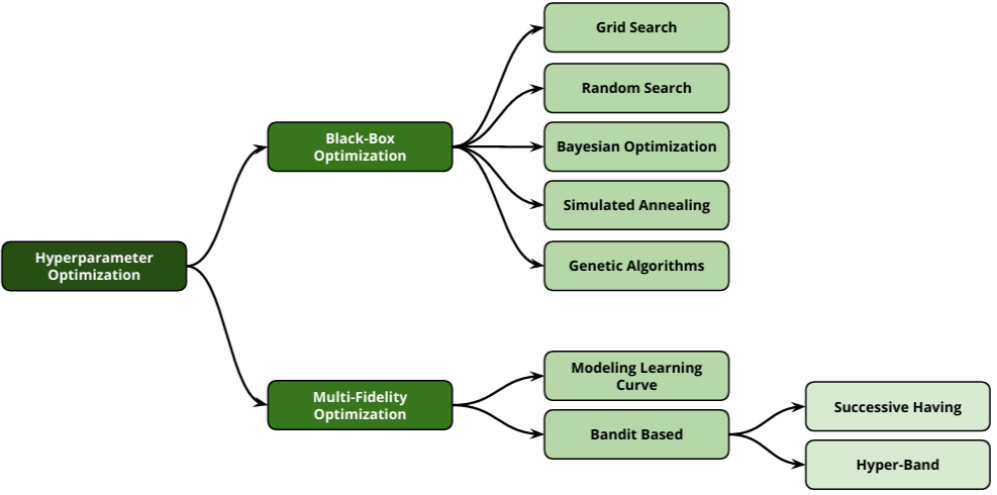 Hyperparameter
Optimization
Black-Box
Optimization
Grid Search
Random Search
Bayesian Optimization
Simulated Annealing
Genetic Algorithms
Multi-Fidelity
Optimization
Modeling Learning
Curve
Bandit Based
Successive Having
Hyper-Band